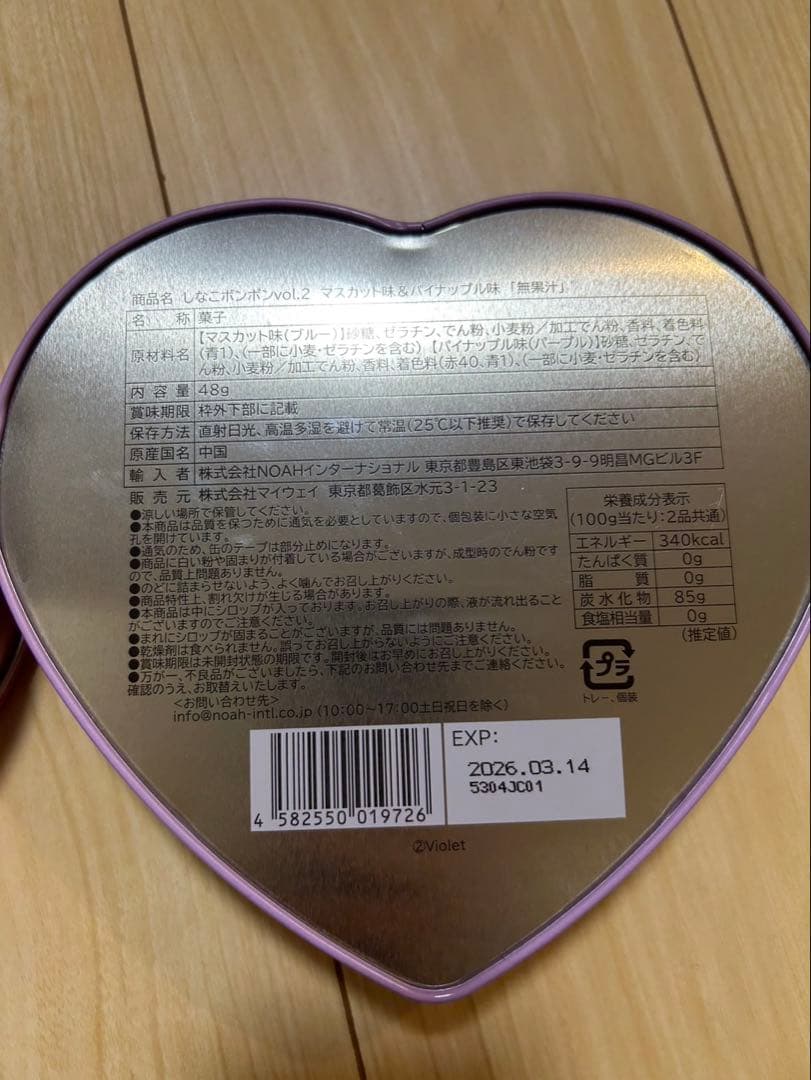 商品名 しなこボンボンvol.2 マスカット味&パイナップル味 「無果汁」
名 称 菓子
原材料名 【マスカット味(ブルー)】砂糖、ゼラチン、でん粉、小麦粉/加工でん粉、香料、着色料
(青1)、(一部に小麦・ゼラチンを含む) 【パイナップル味(パープル)】砂糖、ゼラチン、で
ん粉、小麦粉/加工でん粉、香料、着色料(赤40、青1)、(一部に小麦・ゼラチンを含む)
内 容 量 48g
賞味期限 枠外下部に記載
保存方法 直射日光、高温多湿を避けて常温(25℃以下推奨)で保存してください
原産国名 中国
輸 入 者 株式会社NOAHインターナショナル 東京都豊島区東池袋3-9-9明昌MGビル3F
販 売 元 株式会社マイウェイ 東京都葛飾区水元3-1-23
●涼しい場所で保管してください。
●本商品は品質を保つために通気を必要としていますので、個包装に小さな空気
孔を開けています。
●通気のため、缶のテープは部分止めになります。
●商品に白い粉や固まりが付着している場合がございますが、成型時のでん粉です
ので、品質上問題ありません。
●のどに詰まらせないよう、よく噛んでお召し上がりください。
●商品特性上、割れ欠けが生じる場合があります。
●本商品は中にシロップが入っております。お召し上がりの際、液が流れ出ること
がございますのでご注意ください。
●まれにシロップが固まることがございますが、品質には問題ありません。
●乾燥剤は食べられません。誤ってお召し上がらないようにご注意ください。
●賞味期限は未開封状態の期限です。開封後はお早めにお召し上がりください。
●万が一、不良品がございましたら、下記のお問い合わせ先までご連絡ください。
確認のうえ、お取替えいたします。
<お問い合わせ先>
info@noah-intl.co.jp (10:00~17:00土日祝日を除く)
栄養成分表示
(100g当たり:2品共通)
エネルギー 340kcal
たんぱく質 0g
脂 質 0g
炭水化物 85g
食塩相当量 0g
(推定値)
プラ
トレー、個装
EXP:
2026.03.14
5304JC01
4 582550 019726
②Violet